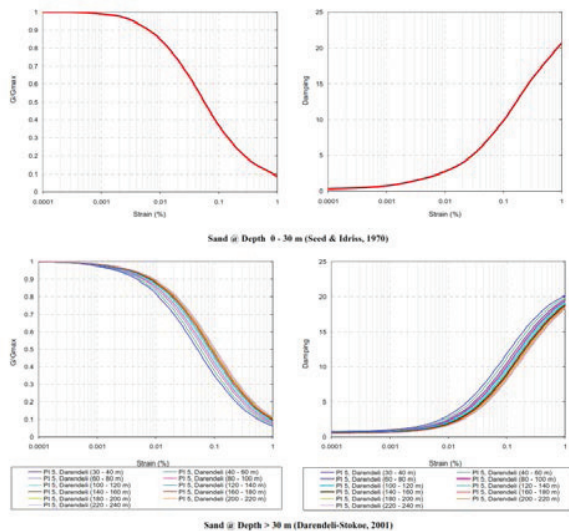 1
0.9
0.8
0.7
0.6
0.5
0.4
0.3
0.2
0.1
0
G/Gmax
0.0001 0.001 0.01 0.1 1
Strain (%)
25
20
15
10
5
0
Damping
0.0001 0.001 0.01 0.1 1
Strain (%)
Sand @ Depth 0 - 30 m (Seed & Idriss, 1970)
1
0.9
0.8
0.7
0.6
0.5
0.4
0.3
0.2
0.1
0
G/Gmax
0.0001 0.001 0.01 0.1 1
Strain (%)
PI 5, Darendeli (30 - 40 m) PI 5, Darendeli (40 - 60 m)
PI 5, Darendeli (60 - 80 m) PI 5, Darendeli (80 - 100 m)
PI 5, Darendeli (100 - 120 m) PI 5, Darendeli (120 - 140 m)
PI 5, Darendeli (140 - 160 m) PI 5, Darendeli (160 - 180 m)
PI 5, Darendeli (180 - 200 m) PI 5, Darendeli (200 - 220 m)
PI 5, Darendeli (220 - 240 m)
25
20
15
10
5
0
Damping
0.0001 0.001 0.01 0.1 1
Strain (%)
PI 5, Darendeli (30 - 40 m) PI 5, Darendeli (40 - 60 m)
PI 5, Darendeli (60 - 80 m) PI 5, Darendeli (80 - 100 m)
PI 5, Darendeli (100 - 120 m) PI 5, Darendeli (120 - 140 m)
PI 5, Darendeli (140 - 160 m) PI 5, Darendeli (160 - 180 m)
PI 5, Darendeli (180 - 200 m) PI 5, Darendeli (200 - 220 m)
PI 5, Darendeli (220 - 240 m)
Sand @ Depth > 30 m (Darendeli-Stokoe, 2001)